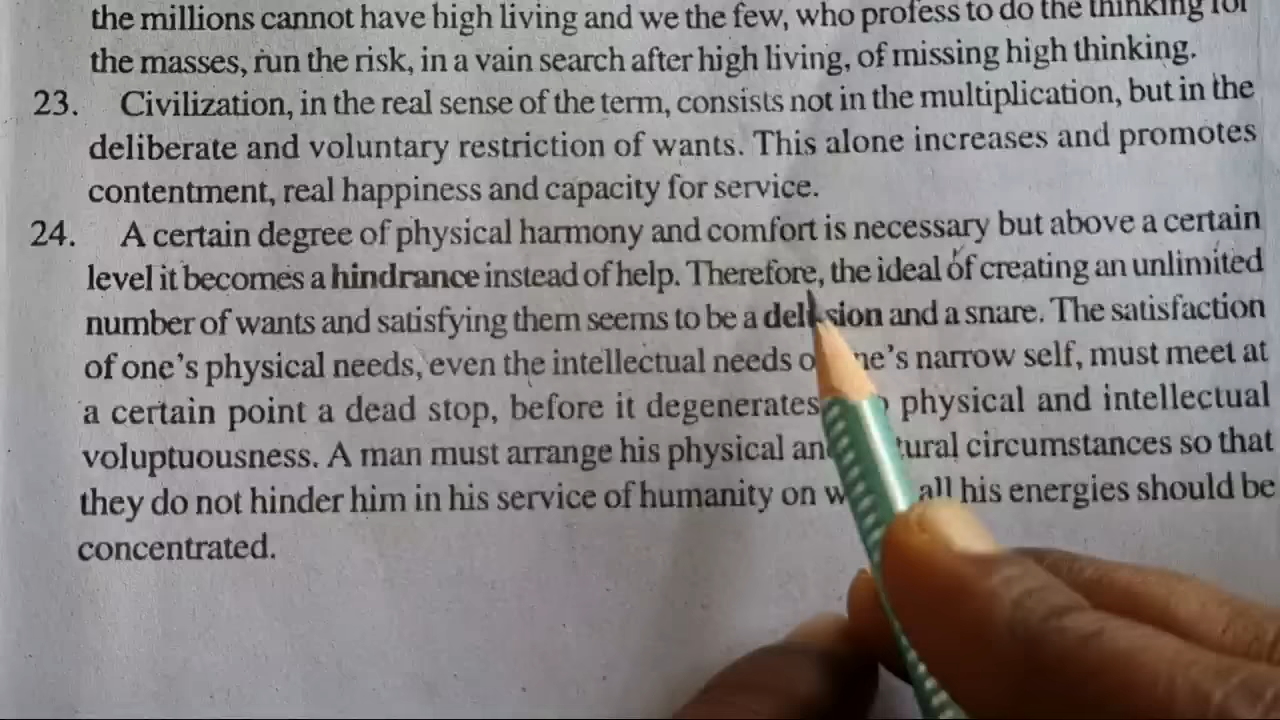 the millions cannot have high living and we the few, who profess to do the thinking for
the masses, run the risk, in a vain search after high living, of missing high thinking.
23. Civilization, in the real sense of the term, consists not in the multiplication, but in the
deliberate and voluntary restriction of wants. This alone increases and promotes
contentment, real happiness and capacity for service.
24. A certain degree of physical harmony and comfort is necessary but above a certain
level it becomes a hindrance instead of help. Therefore, the ideal of creating an unlimited
number of wants and satisfying them seems to be a delusion and a snare. The satisfaction
of one's physical needs, even the intellectual needs narrow self, must meet at
a certain point a dead stop, before it degenerates physical and intellectual
voluptuousness. A man must arrange his physical circumstances so that
they do not hinder him in his service of humanity on all his energies should be
concentrated.